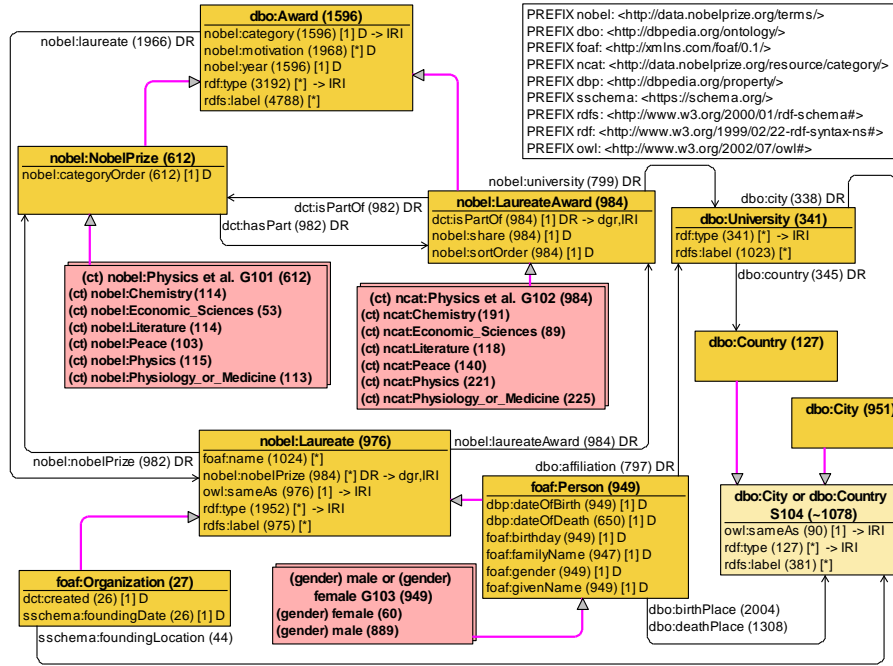 dbo:Award (1596)
nobel:category (1596) [1] D -> IRI
nobel:motivation (1968) [*] D
nobel:year (1596) [1] D
rdf:type (3192) [*] -> IRI
rdfs:label (4788) [*]
PREFIX nobel: <http://data.nobelprize.org/terms/>
PREFIX dbo: <http://dbpedia.org/ontology/>
PREFIX foaf: <http://xmlns.com/foaf/0.1/>
PREFIX ncat: <http://data.nobelprize.org/resource/category/>
PREFIX dbp: <http://dbpedia.org/property/>
PREFIX sschema: <https://schema.org/>
PREFIX rdfs: <http://www.w3.org/2000/01/rdf-schema#>
PREFIX rdf: <http://www.w3.org/1999/02/22-rdf-syntax-ns#>
PREFIX owl: <http://www.w3.org/2002/07/owl#>
nobel:laureate (1966) DR
nobel:NobelPrize (612)
nobel:categoryOrder (612) [1] D
dct:isPartOf (982) DR
dct:hasPart (982) DR
nobel:university (799) DR
nobel:LaureateAward (984)
dct:isPartOf (984) [1] DR -> dgr,IRI
nobel:share (984) [1] D
nobel:sortOrder (984) [1] D
dbo:city (338) DR
dbo:University (341)
rdf:type (341) [*] -> IRI
rdfs:label (1023) [*]
dbo:country (345) DR
(ct) nobel:Physics et al. G101 (612)
(ct) nobel:Chemistry (114)
(ct) nobel:Economic_Sciences (53)
(ct) nobel:Literature (114)
(ct) nobel:Peace (103)
(ct) nobel:Physics (115)
(ct) nobel:Physiology_or_Medicine (113)
(ct) ncat:Physics et al. G102 (984)
(ct) ncat:Chemistry (191)
(ct) ncat:Economic_Sciences (89)
(ct) ncat:Literature (118)
(ct) ncat:Peace (140)
(ct) ncat:Physics (221)
(ct) ncat:Physiology_or_Medicine (225)
dbo:Country (127)
dbo:City (951)
nobel:nobelPrize (982) DR
nobel:Laureate (976)
foaf:name (1024) [*]
nobel:nobelPrize (984) [*] DR -> dgr,IRI
owl:sameAs (976) [1] -> IRI
rdf:type (1952) [*] -> IRI
rdfs:label (975) [*]
nobel:laureateAward (984) DR
dbo:affiliation (797) DR
foaf:Person (949)
dbp:dateOfBirth (949) [1] D
dbp:dateOfDeath (650) [1] D
foaf:birthday (949) [1] D
foaf:familyName (947) [1] D
foaf:gender (949) [1] D
foaf:givenName (949) [1] D
dbo:City or dbo:Country
S104 (~1078)
owl:sameAs (90) [1] -> IRI
rdf:type (127) [*] -> IRI
rdfs:label (381) [*]
foaf:Organization (27)
dct:created (26) [1] D
sschema:foundingDate (26) [1] D
sschema:foundingLocation (44)
(gender) male or (gender)
female G103 (949)
(gender) female (60)
(gender) male (889)
dbo:birthPlace (2004)
dbo:deathPlace (1308)